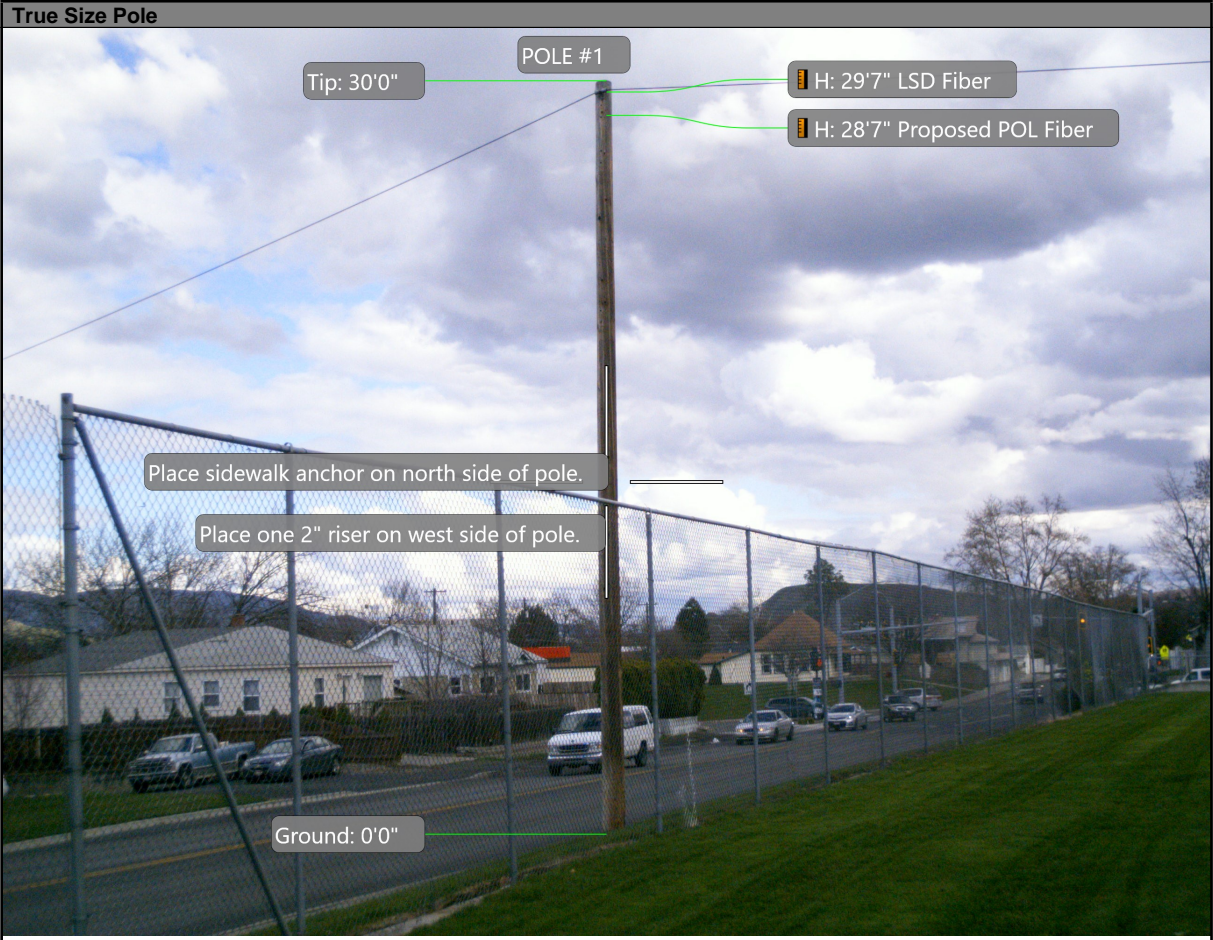 True Size Pole
POLE #1
Tip: 30'0"
H: 29'7" LSD Fiber
H: 28'7" Proposed POL Fiber
Place sidewalk anchor on north side of pole.
Place one 2" riser on west side of pole.
Ground: 0'0"